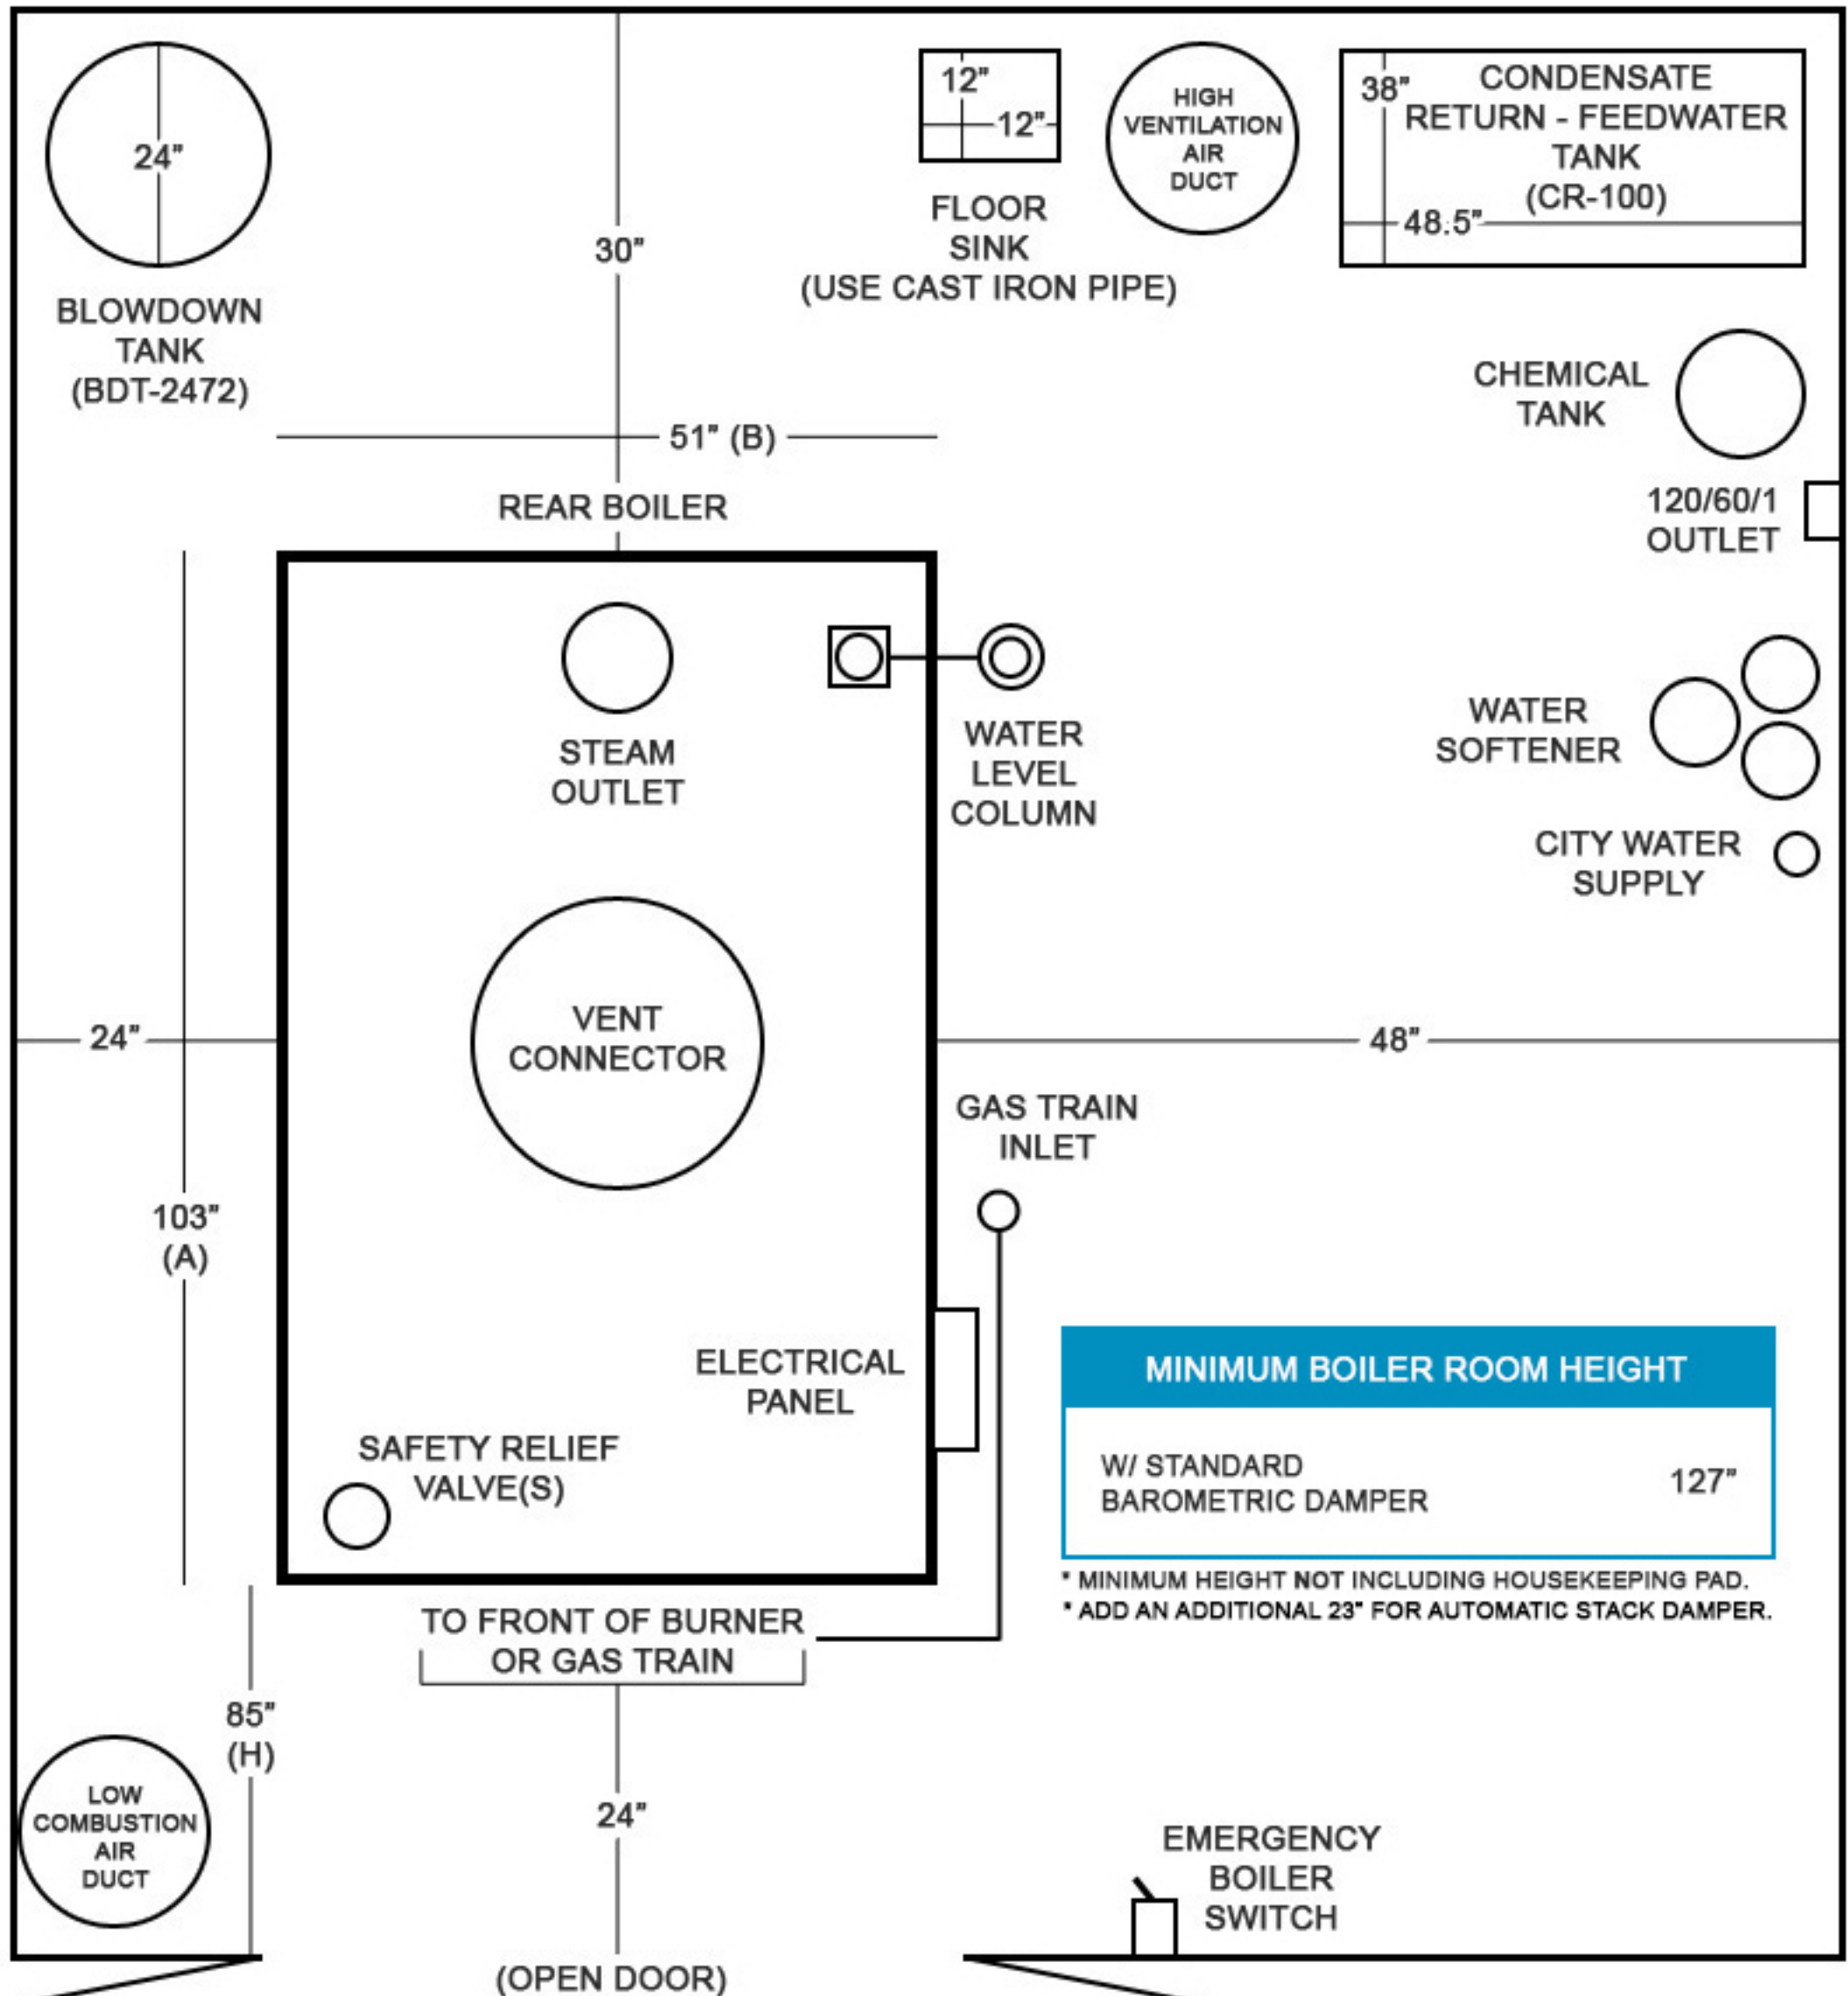 24”
BLOWDOWN
TANK
(BDT-2472)
30”
12”
12”
FLOOR
SINK
(USE CAST IRON PIPE)
HIGH
VENTILATION
AIR
DUCT
38”
CONDENSATE
RETURN - FEEDWATER
TANK
(CR-100)
48.5”
CHEMICAL
TANK
51” (B)
REAR BOILER
120/60/1
OUTLET
STEAM
OUTLET
WATER
LEVEL
COLUMN
WATER
SOFTENER
CITY WATER
SUPPLY
24”
VENT
CONNECTOR
48”
GAS TRAIN
INLET
103”
(A)
ELECTRICAL
PANEL
SAFETY RELIEF
VALVE(S)
MINIMUM BOILER ROOM HEIGHT
W/ STANDARD
BAROMETRIC DAMPER
127”
* MINIMUM HEIGHT NOT INCLUDING HOUSEKEEPING PAD.
* ADD AN ADDITIONAL 23" FOR AUTOMATIC STACK DAMPER.
TO FRONT OF BURNER
OR GAS TRAIN
85”
(H)
LOW
COMBUSTION
AIR
DUCT
24”
EMERGENCY
BOILER
SWITCH
(OPEN DOOR)